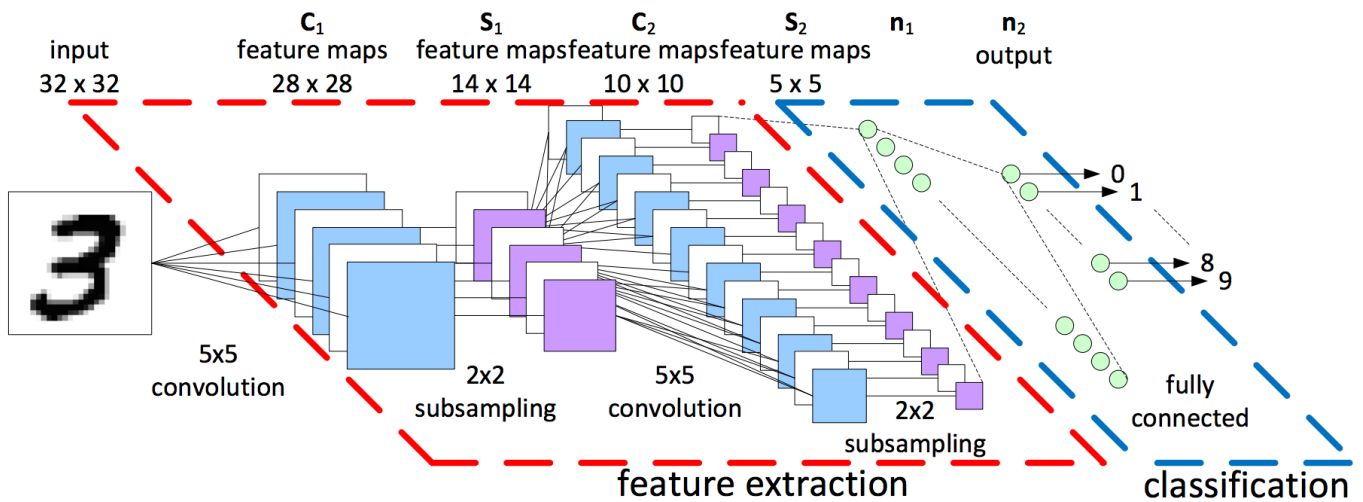 input
32 x 32
C₁
feature maps
28 x 28
S₁
feature maps
14 x 14
C₂
feature maps
10 x 10
S₂
feature maps
5 x 5
n₁
n₂
output
0
1
8
9
5x5
convolution
2x2
subsampling
5x5
convolution
2x2
subsampling
fully
connected
feature extraction
classification
3